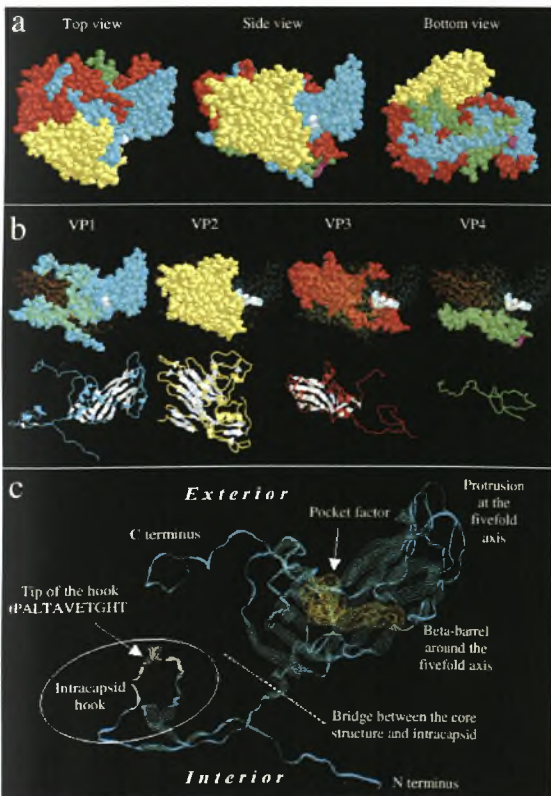 a
Top view
Side view
Bottom view
b
VP1
VP2
VP3
VP4
c
Exterior
Protrusion
at the
fivefold
axis
Pocket factor
C terminus
Tip of the hook
tPALTAVETGHT
Beta-barrel
around the
fivefold axis
Intracapsid
hook
Bridge between the core
structure and intracapsid
Interior
N terminus